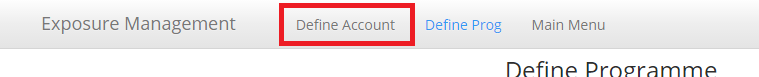 Exposure Management Define Account Define Prog Main Menu
Define Programme